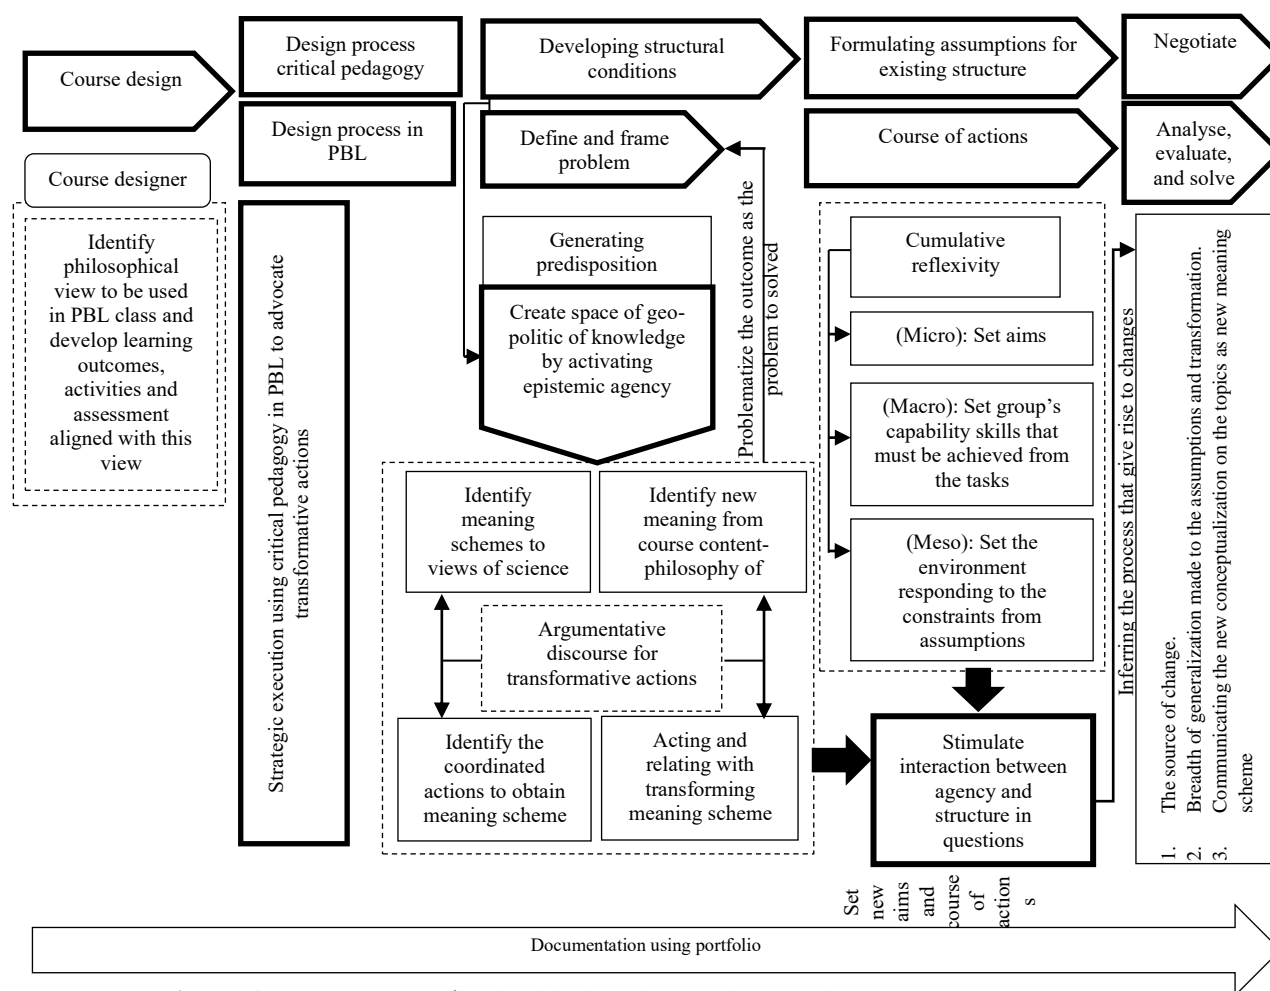 Course design
Design process
critical pedagogy
Design process in
PBL
Developing structural
conditions
Define and frame
problem
Formulating assumptions for
existing structure
Course of actions
Negotiate
Analyse,
evaluate,
and solve
Course designer
Identify
philosophical
view to be used
in PBL class and
develop learning
outcomes,
activities and
assessment
aligned with this
view
Strategic execution using critical pedagogy in PBL to advocate
transformative actions
Generating
predisposition
Create space of geo-
politic of knowledge
by activating
epistemic agency
Problematize the outcome as the
problem to solved
Identify
meaning
schemes to
views of science
Identify new
meaning from
course content-
philosophy of
Argumentative
discourse for
transformative actions
Identify the
coordinated
actions to obtain
meaning scheme
Acting and
relating with
transforming
meaning scheme
Cumulative
reflexivity
(Micro): Set aims
(Macro): Set group’s
capability skills that
must be achieved from
the tasks
(Meso): Set the
environment
responding to the
constraints from
assumptions
Stimulate
interaction between
agency and
structure in
questions
Set
new
aims
and
course
of
action
s
Inferring the process that give rise to changes
1. The source of change.
2. Breadth of generalization made to the assumptions and transformation.
3. Communicating the new conceptualization on the topics as new meaning
scheme
Documentation using portfolio